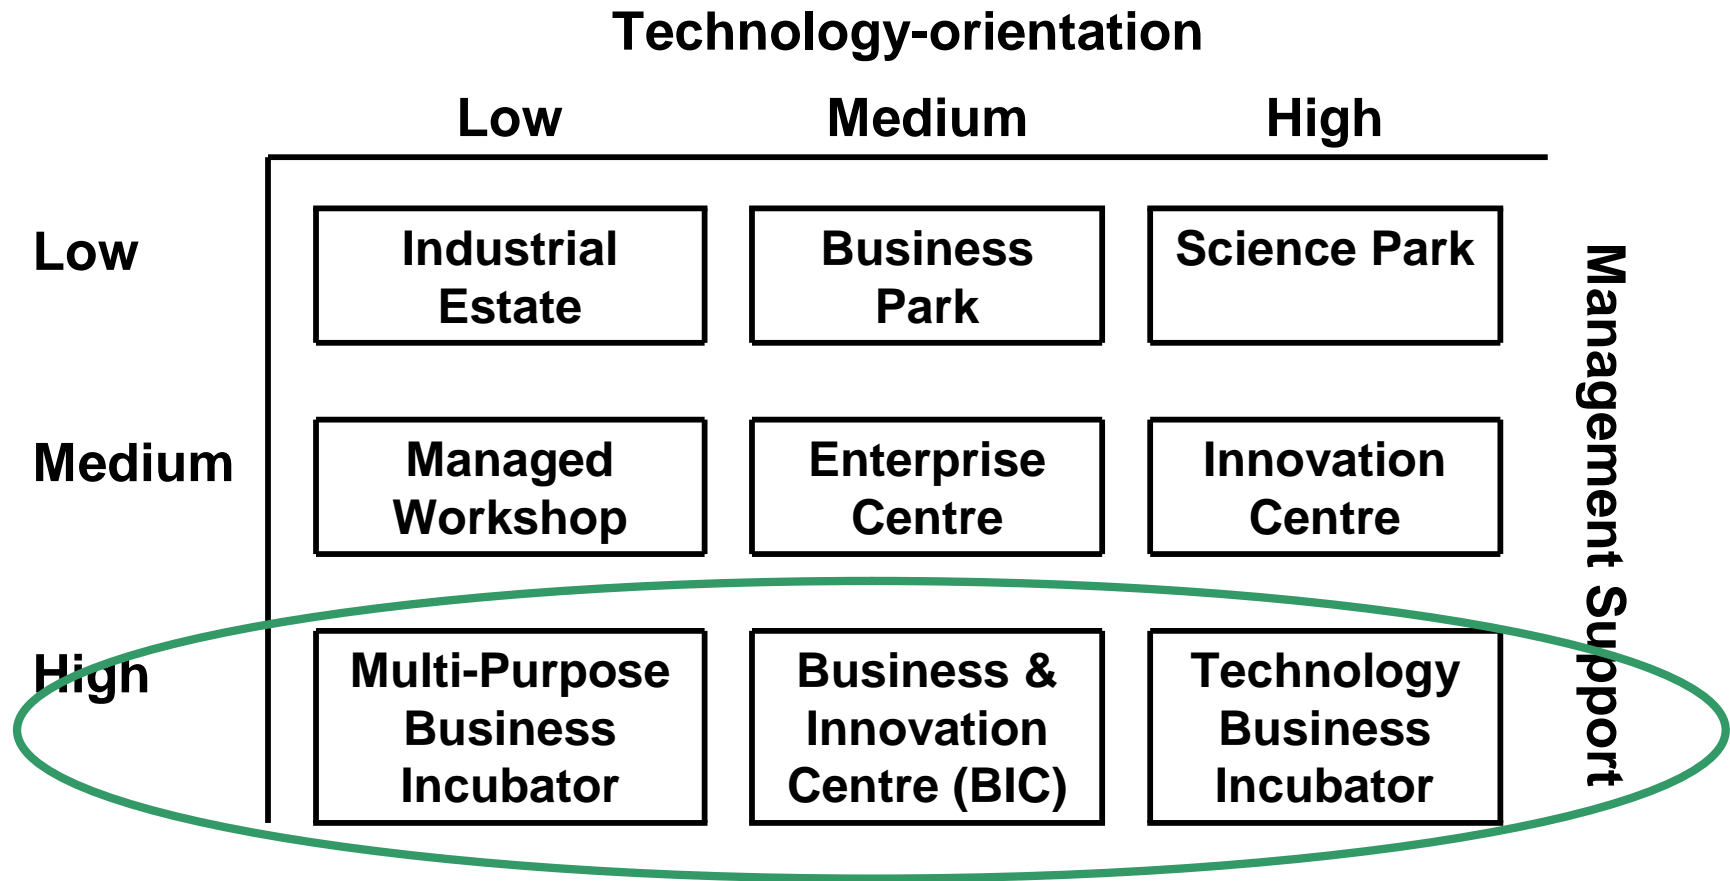 Technology-orientation
Low Medium High
Low
Industrial
Estate
Business
Park
Science Park
Medium
Managed
Workshop
Enterprise
Centre
Innovation
Centre
High
Multi-Purpose
Business
Incubator
Business &
Innovation
Centre (BIC)
Technology
Business
Incubator
Management Support